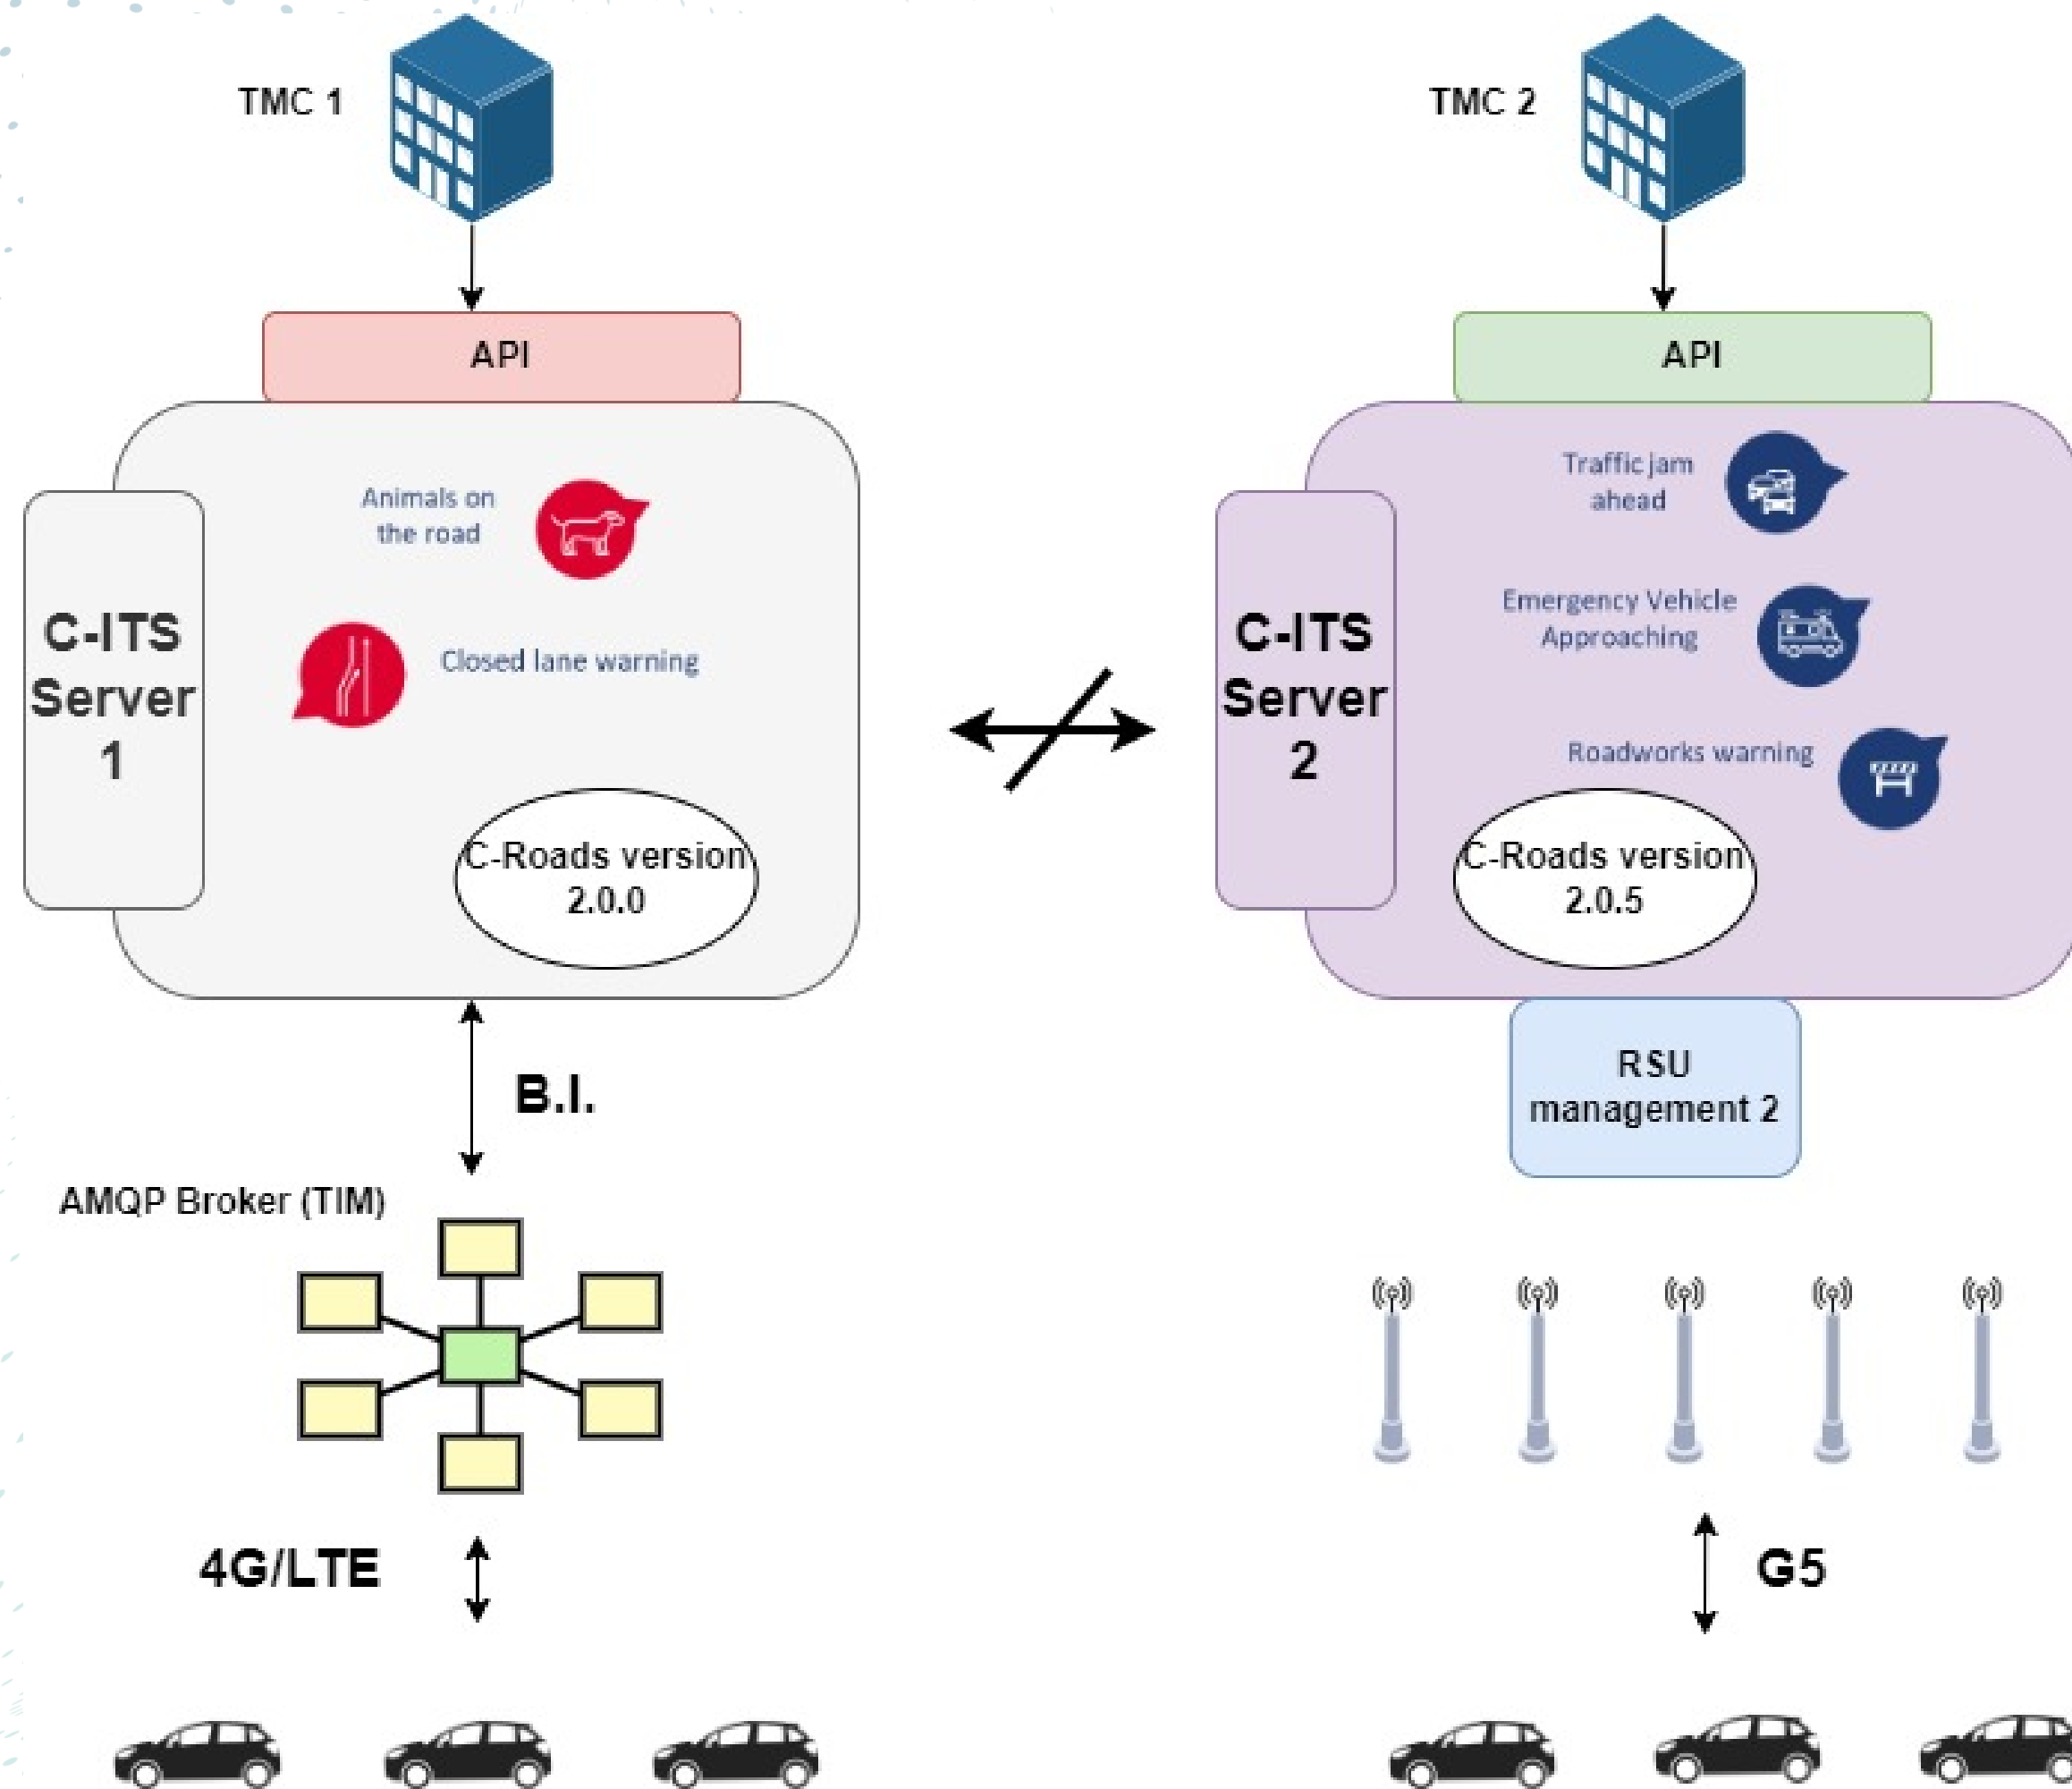 TMC 1
API
Animals on
the road
C-ITS
Server
1
Closed lane warning
C-Roads version
2.0.0
B.I.
AMQP Broker (TIM)
4G/LTE
TMC 2
API
Traffic jam
ahead
C-ITS
Server
2
Emergency Vehicle
Approaching
Roadworks warning
C-Roads version
2.0.5
RSU
management 2
G5